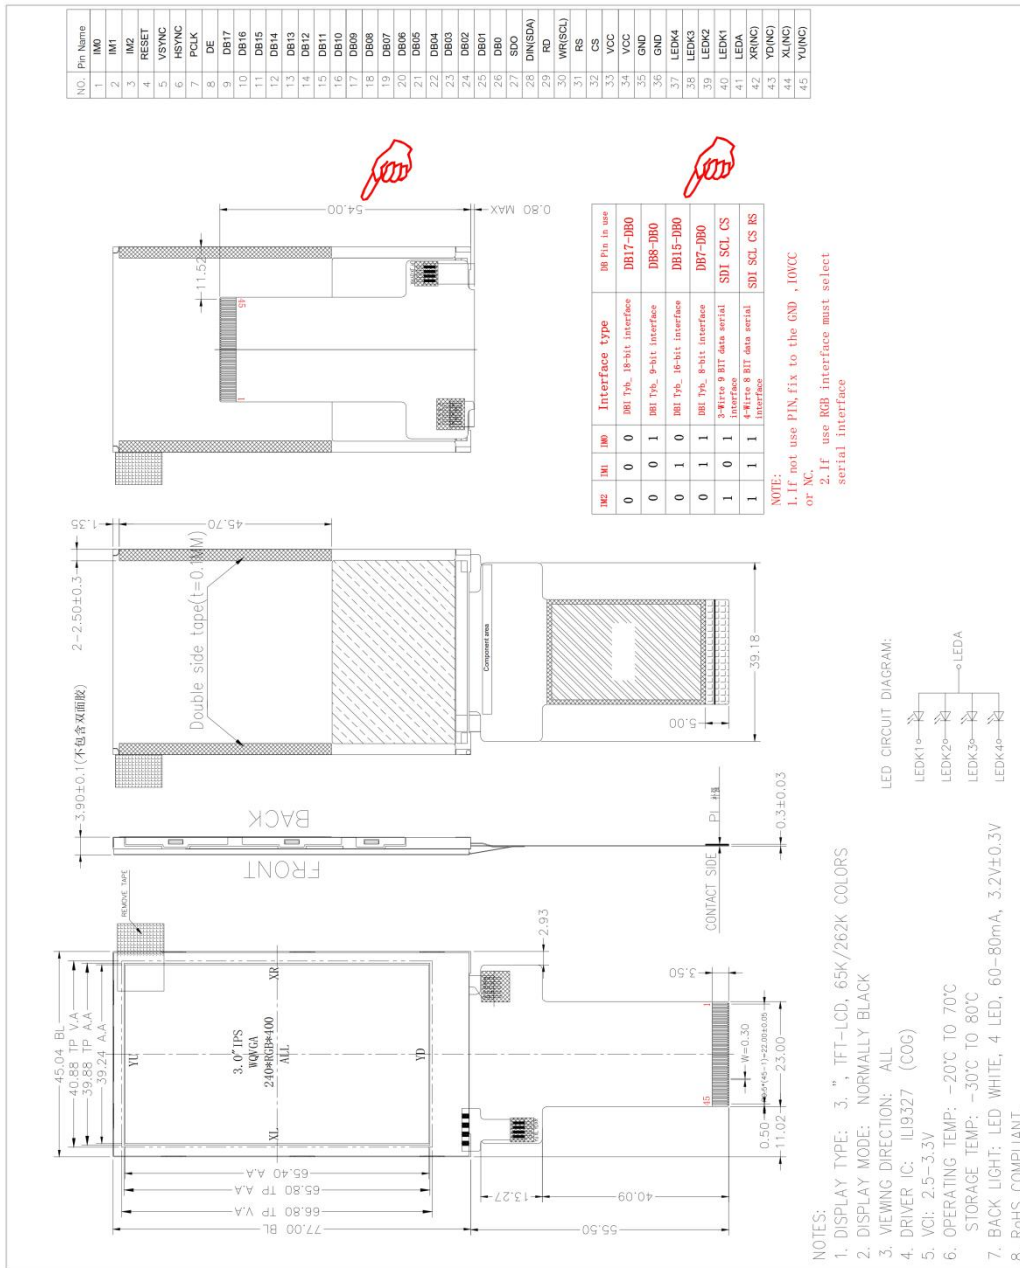 NO. Pin Name
1 IM0
2 IM1
3 IM2
4 RESET
5 VSYNC
6 HSYNC
7 PCLK
8 DE
9 DB17
10 DB16
11 DB15
12 DB14
13 DB13
14 DB12
15 DB11
16 DB10
17 DB09
18 DB08
19 DB07
20 DB06
21 DB05
22 DB04
23 DB03
24 DB02
25 DB01
26 DB0
27 SDO
28 DIN(SDA)
29 RD
30 WR(SCL)
31 RS
32 CS
33 VCC
34 VCC
35 GND
36 GND
37 LEDK4
38 LEDK3
39 LEDK2
40 LEDK1
41 LEDA
42 XR(NC)
43 YD(NC)
44 XL(NC)
45 YU(NC)
54.00
0.80 MAX
11.52
45
1
IM2 IM1 IM0 Interface type DB Pin in use
0 0 0 DBI Tyb_ 18-bit interface DB17-DB0
0 0 1 DBI Tyb_ 9-bit interface DB8-DB0
0 1 0 DBI Tyb_ 16-bit interface DB15-DB0
0 1 1 DBI Tyb_ 8-bit interface DB7-DB0
1 0 1 3-Wirte 9 BIT data serial interface SDI SCL CS
1 1 1 4-Wirte 8 BIT data serial interface SDI SCL CS RS
NOTE:
1. If not use PIN,fix to the GND , IOVCC
or NC.
2. If use RGB interface must select
serial interface
1.35
45.70
2-2.50±0.3
Double side tape(t=0.1MM)
Component area
39.18
5.00
3.90±0.1(不包含双面胶)
BACK
FRONT
PI
CONTACT SIDE
0.3±0.03
LED CIRCUIT DIAGRAM:
LEDK1
LEDK2
LEDK3
LEDK4
LEDA
REMOVE TAPE
45.04 BL
40.88 TP V.A
39.88 TP A.A
39.24 A.A
YU
XR
3.0"IPS
WQVGA
240*RGB*400
ALL
XL
YD
2.93
3.50
1
45
W=0.30
0.50
23.00
11.02
65.40 A.A
65.80 TP A.A
66.80 TP V.A
77.00 BL
13.27
40.09
55.50
NOTES:
1. DISPLAY TYPE: 3. ", TFT-LCD, 65K/262K COLORS
2. DISPLAY MODE: NORMALLY BLACK
3. VIEWING DIRECTION: ALL
4. DRIVER IC: ILI9327 (COG)
5. VCI: 2.5-3.3V
6. OPERATING TEMP: -20°C TO 70°C
STORAGE TEMP: -30°C TO 80°C
7. BACK LIGHT: LED WHITE, 4 LED, 60-80mA, 3.2V±0.3V
8. RoHS COMPLIANT